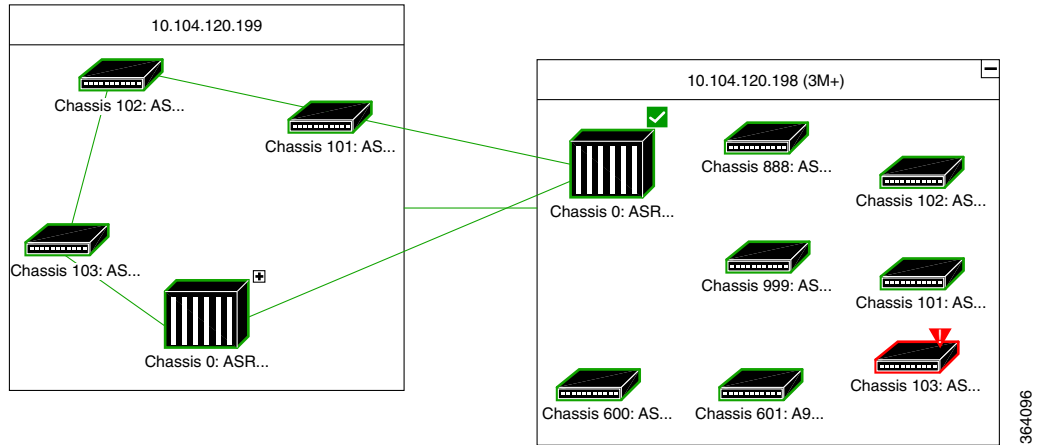 10.104.120.199
Chassis 102: AS...
Chassis 101: AS...
Chassis 103: AS...
Chassis 0: ASR...
10.104.120.198 (3M+)
Chassis 0: ASR...
Chassis 888: AS...
Chassis 102: AS...
Chassis 999: AS...
Chassis 101: AS...
Chassis 103: AS...
Chassis 600: AS...
Chassis 601: A9...
364096